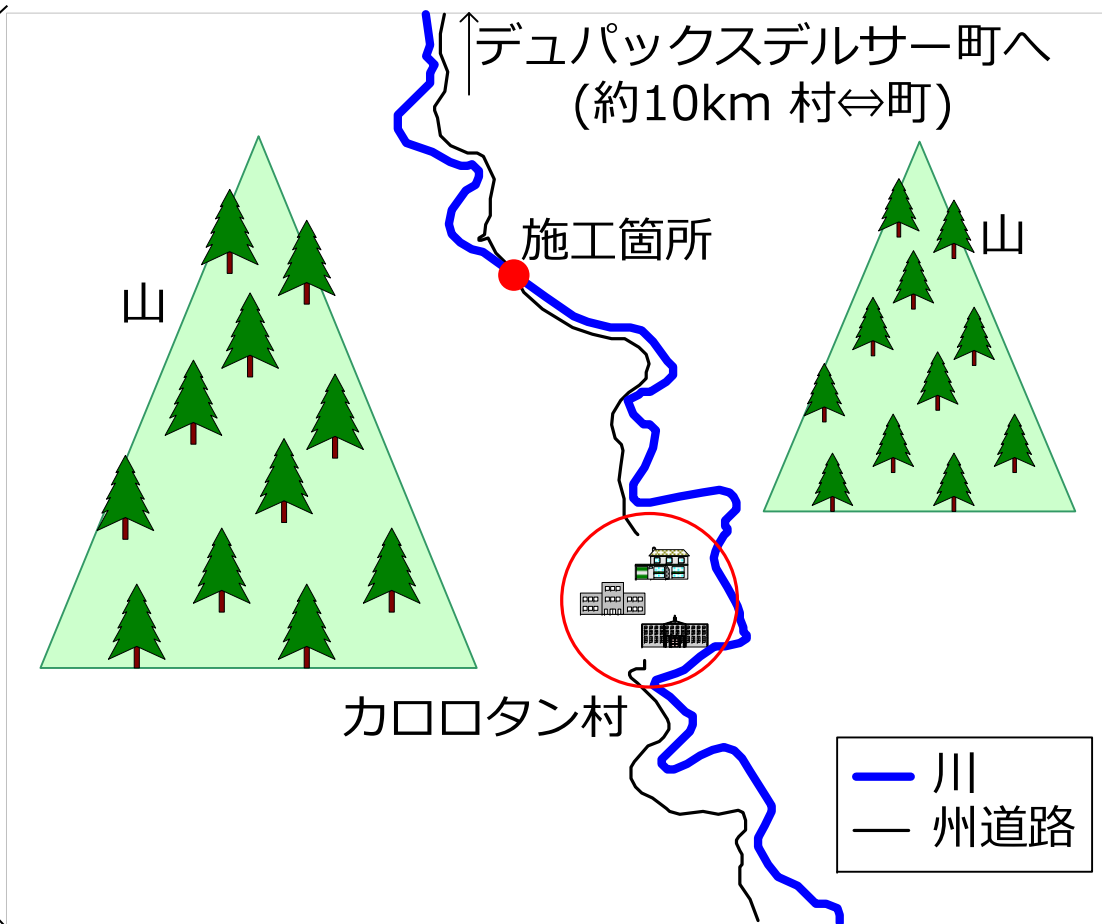 デュパックスデルサー町へ
(約10km 村⇔町)
施工箇所
山
山
カロロタン村
川
州道路